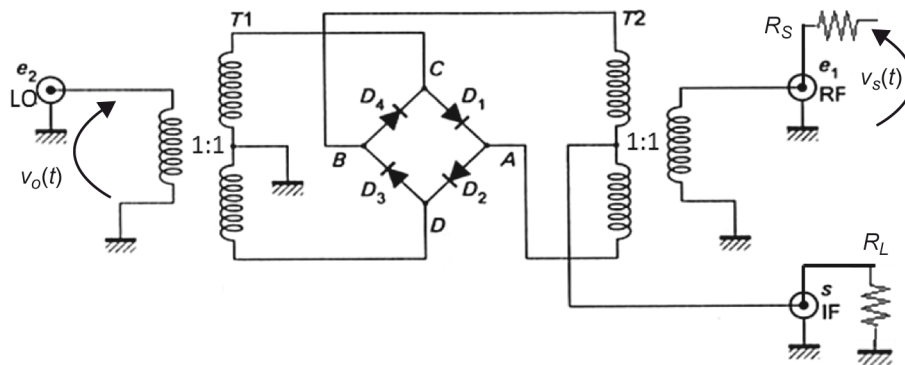 T1
T2
R_S
e_2
LO
C
e_1
RF
v_s(t)
D_4
D_1
1:1
B
A
1:1
v_o(t)
D_3
D_2
D
R_L
s
IF